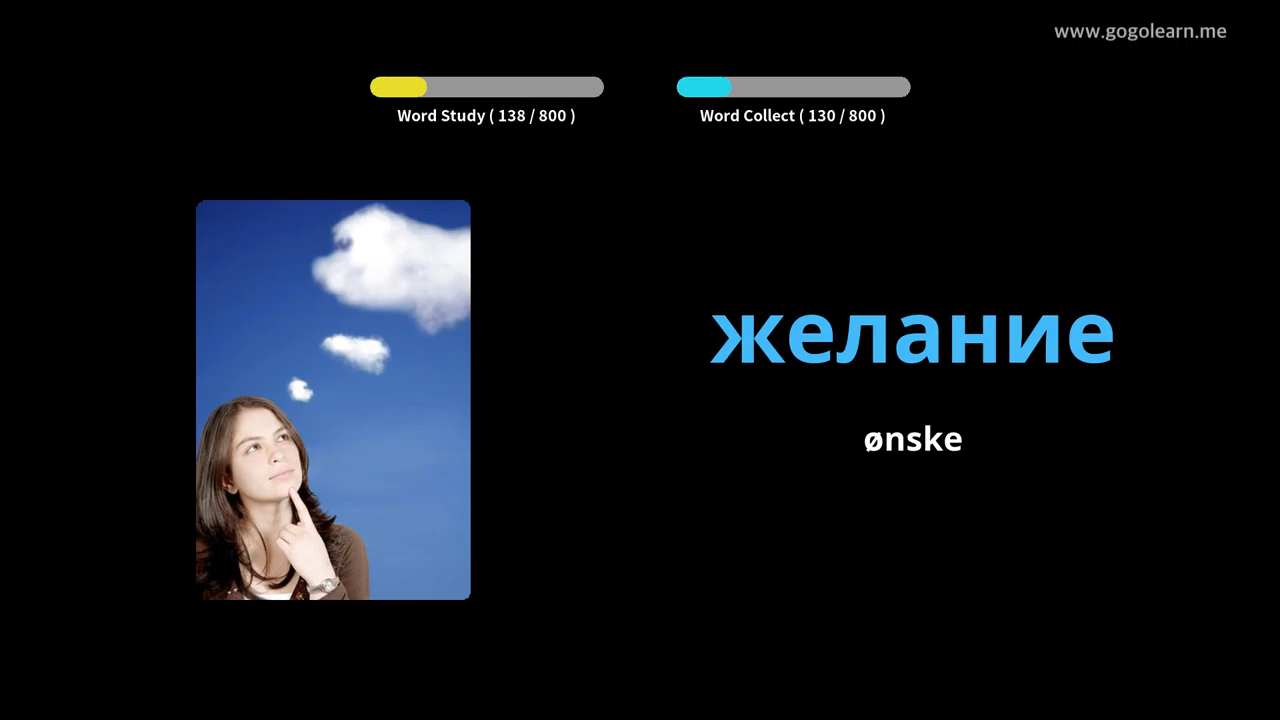 www.gogolearn.me
Word Study ( 138 / 800 )
Word Collect ( 130 / 800 )
желание
ønske